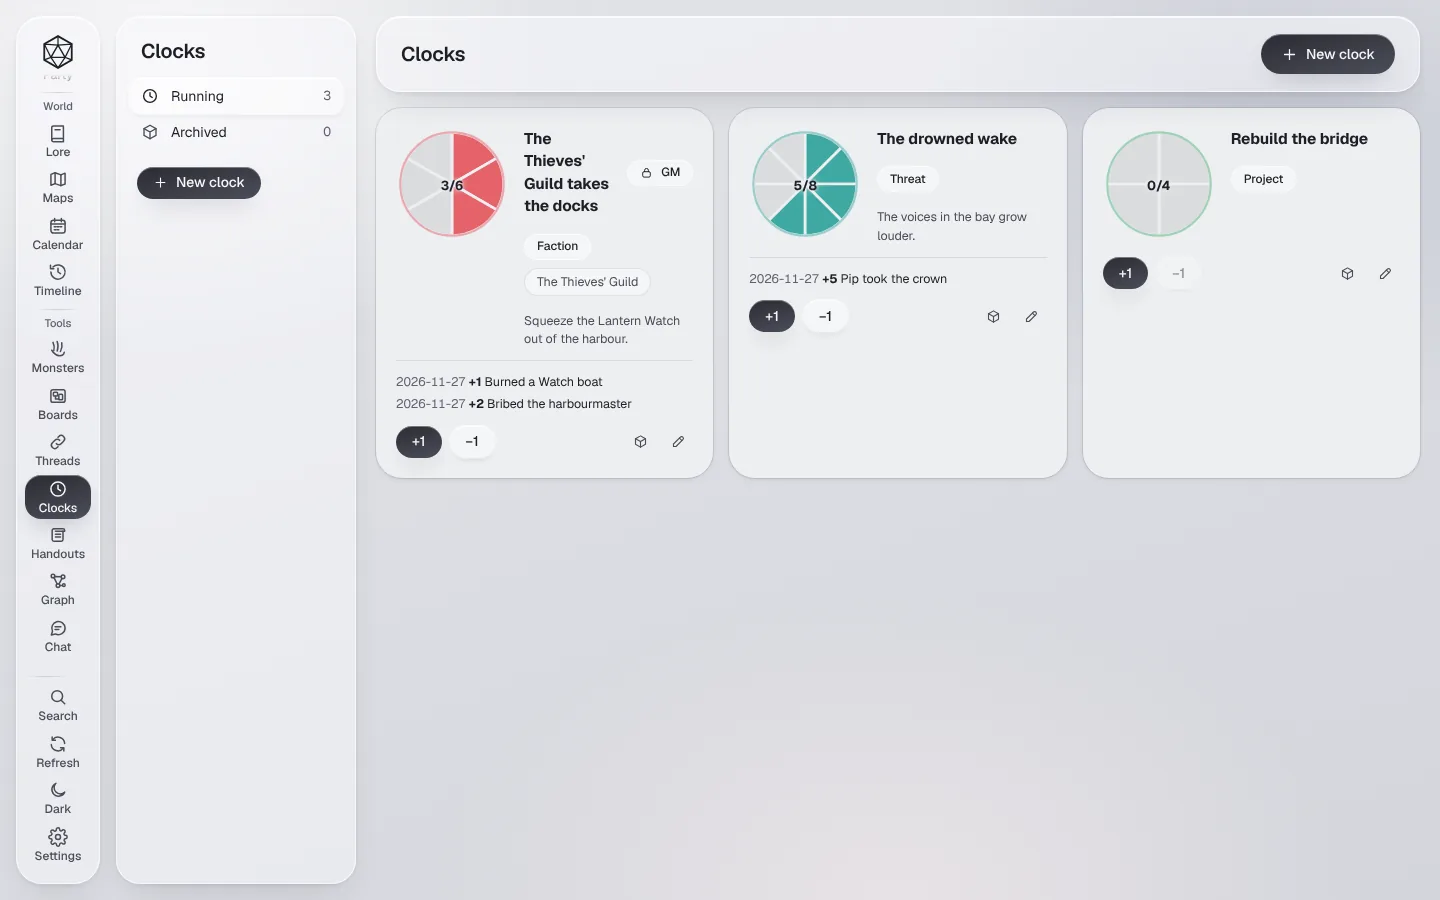 Party
World
Lore
Maps
Calendar
Timeline
Tools
Monsters
Boards
Threads
Clocks
Handouts
Graph
Chat
Search
Refresh
Dark
Settings
Clocks
Running 3
Archived 0
+ New clock
Clocks
+ New clock
3/6
The
Thieves'
Guild takes
the docks
GM
Faction
The Thieves' Guild
Squeeze the Lantern Watch
out of the harbour.
2026-11-27 +1 Burned a Watch boat
2026-11-27 +2 Bribed the harbourmaster
+1 −1
5/8
The drowned wake
Threat
The voices in the bay grow
louder.
2026-11-27 +5 Pip took the crown
+1 −1
0/4
Rebuild the bridge
Project
+1 −1